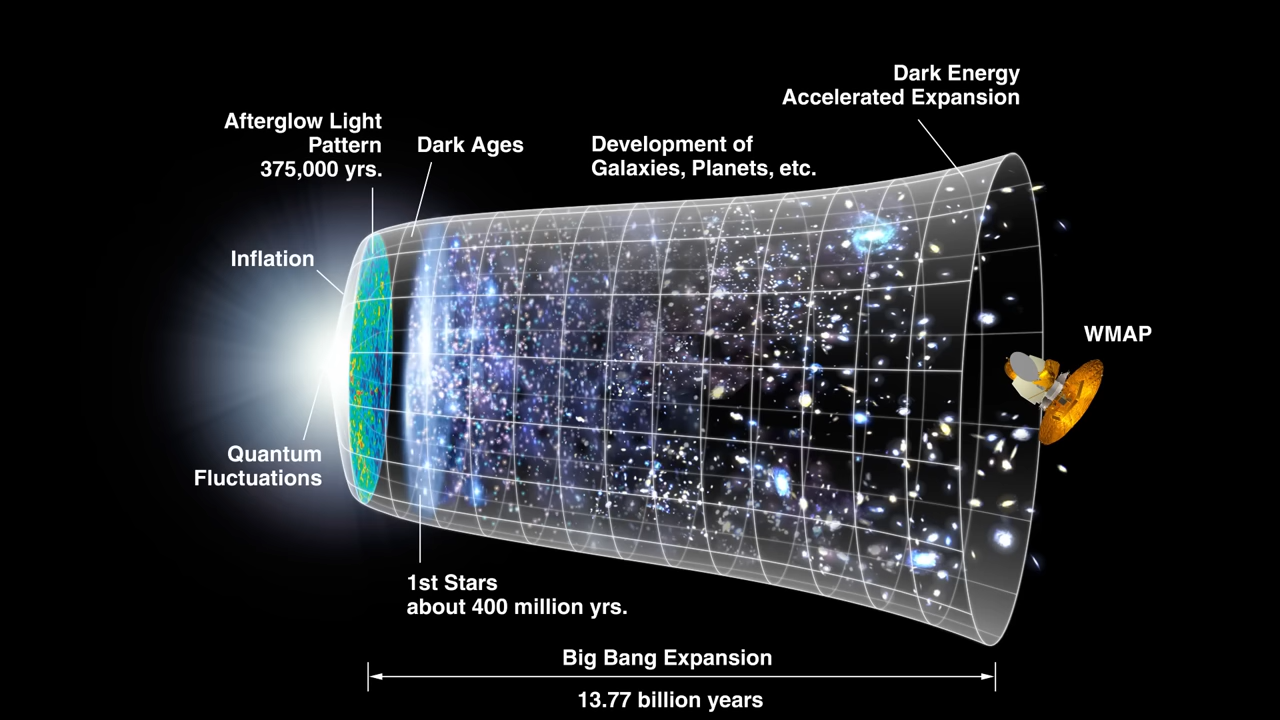 Dark Energy
Accelerated Expansion
Afterglow Light
Pattern
375,000 yrs.
Dark Ages
Development of
Galaxies, Planets, etc.
Inflation
WMAP
Quantum
Fluctuations
1st Stars
about 400 million yrs.
Big Bang Expansion
13.77 billion years